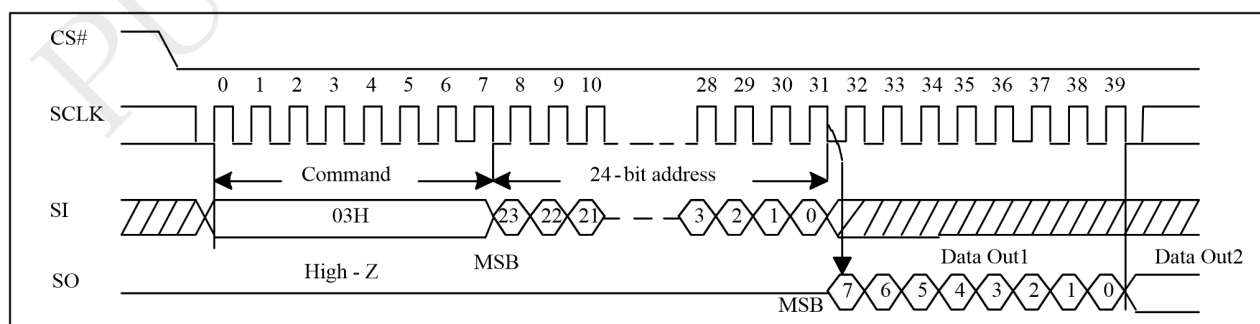 PU
CS#
0 1 2 3 4 5 6 7 8 9 10 28 29 30 31 32 33 34 35 36 37 38 39
SCLK
Command 24-bit address
SI 03H 23 22 21 3 2 1 0
High - Z MSB Data Out1 Data Out2
SO MSB 7 6 5 4 3 2 1 0